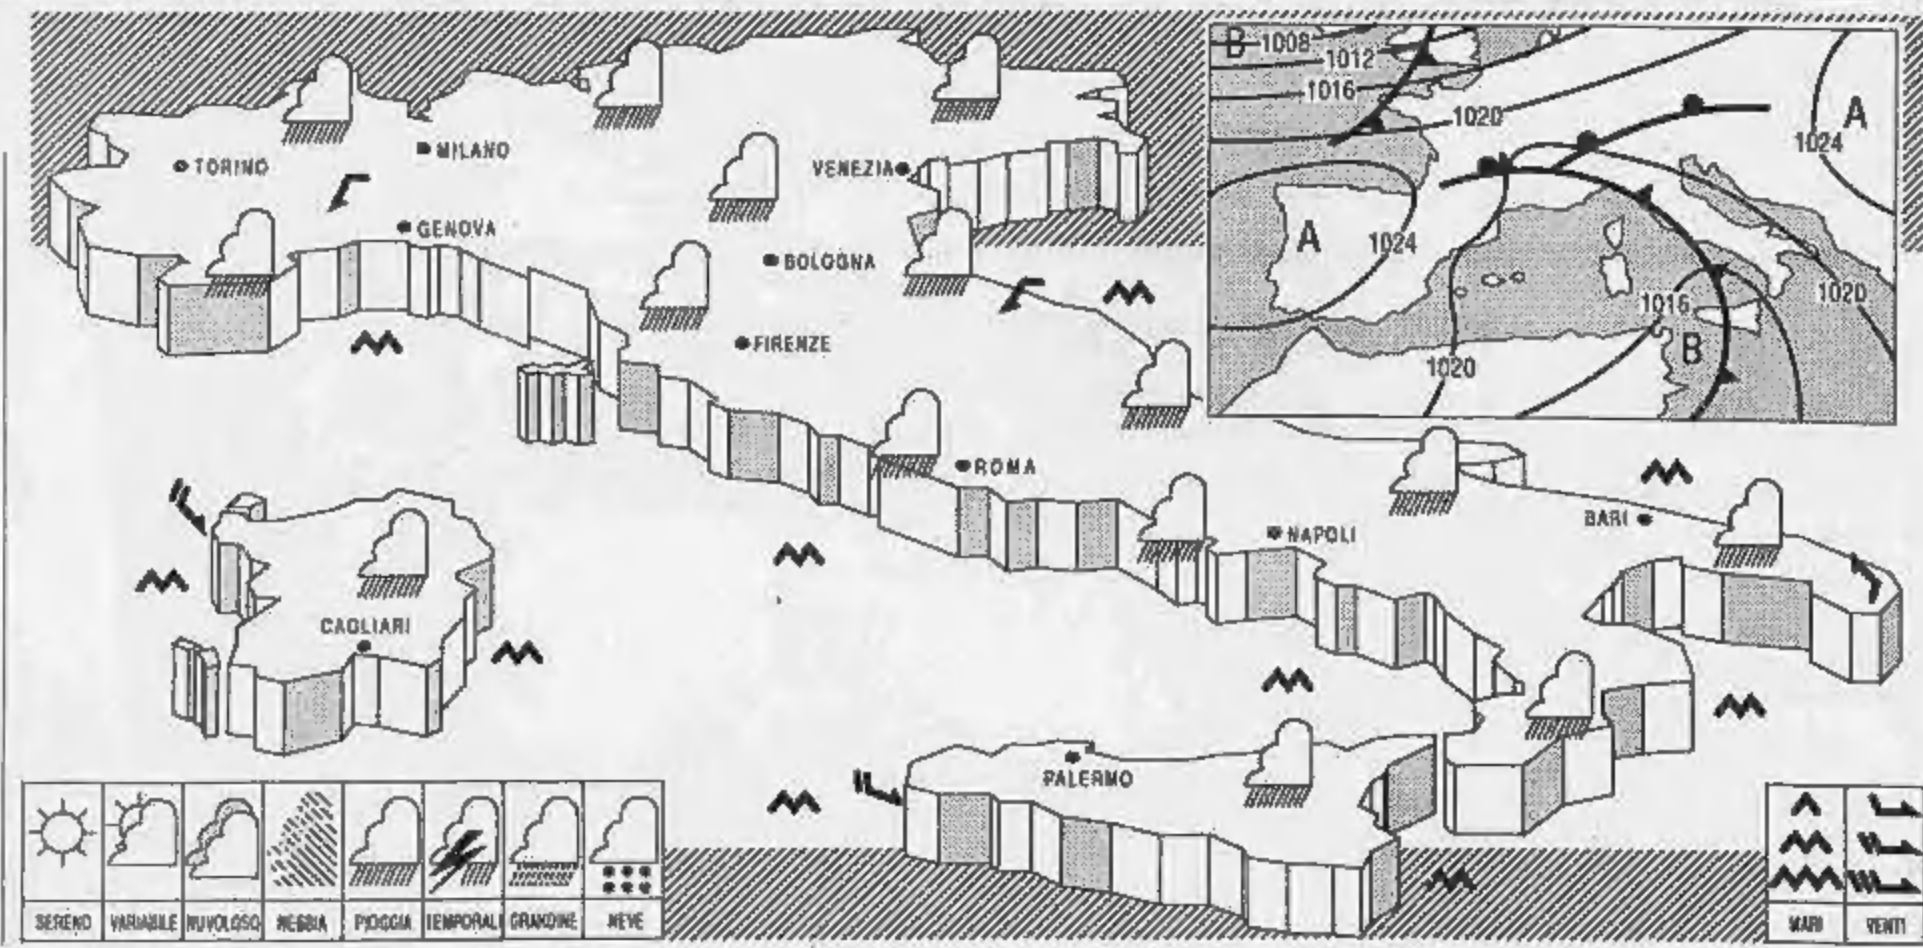 B 1008
1012
1016
1020
A
1024
A
1024
1016
1020
B
1020
MILANO
TORINO
VENEZIA
GENOVA
BOLOGNA
FIRENZE
ROMA
NAPOLI
BARI
CAGLIARI
PALERMO
SERENO VARIABILE NUVOLOSO NEBBIA PIOGGIA TEMPORALI GRANDINE NEVE
MARI VENTI